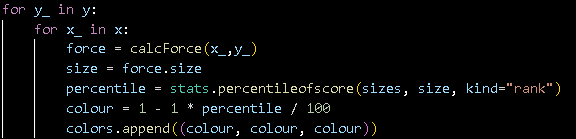 for y_ in y:
    for x_ in x:
        force = calcForce(x_,y_)
        size = force.size
        percentile = stats.percentileofscore(sizes, size, kind="rank")
        colour = 1 - 1 * percentile / 100
        colors.append((colour, colour, colour))